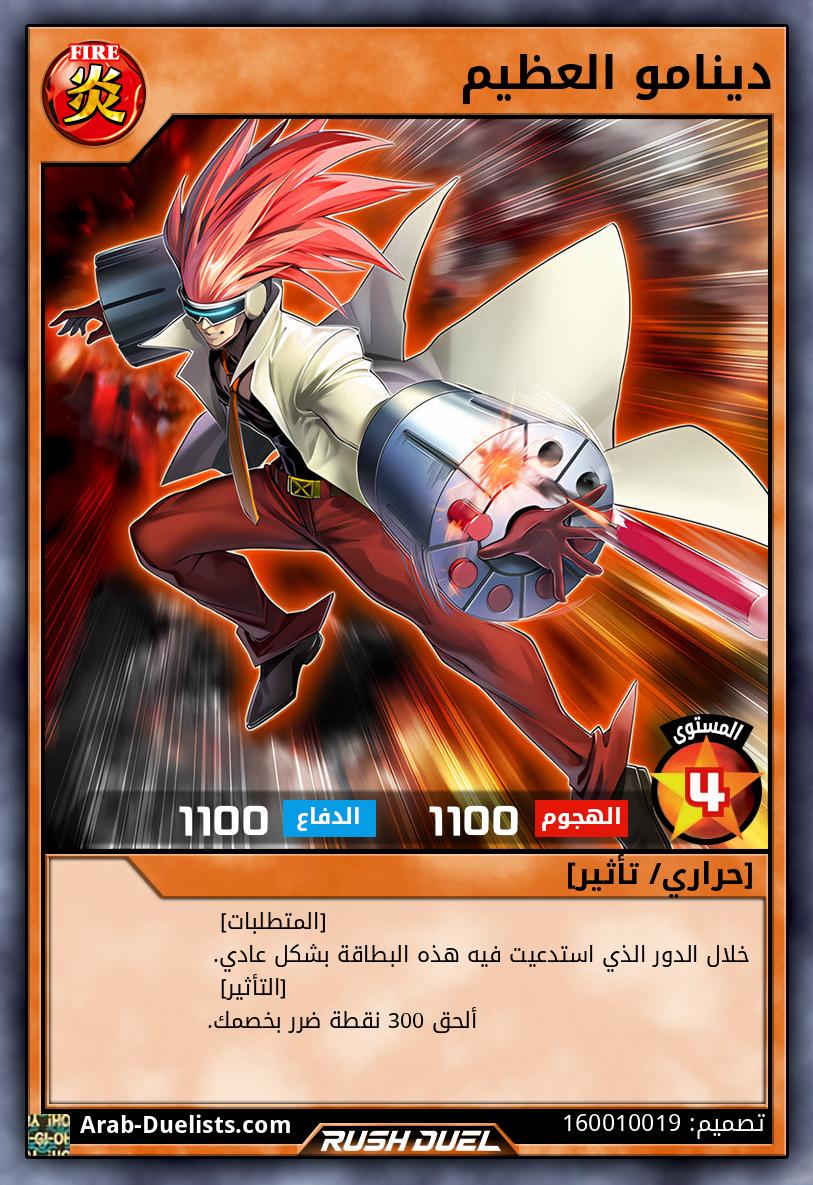 FIRE
炎
دينامو العظيم
المستوى
4
الهجوم 1100 الدفاع 1100
[حراري/ تأثير]
[المتطلبات]
خلال الدور الذي استدعيت فيه هذه البطاقة بشكل عادي.
[التأثير]
ألحق 300 نقطة ضرر بخصمك.
تصميم: 160010019
Arab-Duelists.com
RUSH DUEL